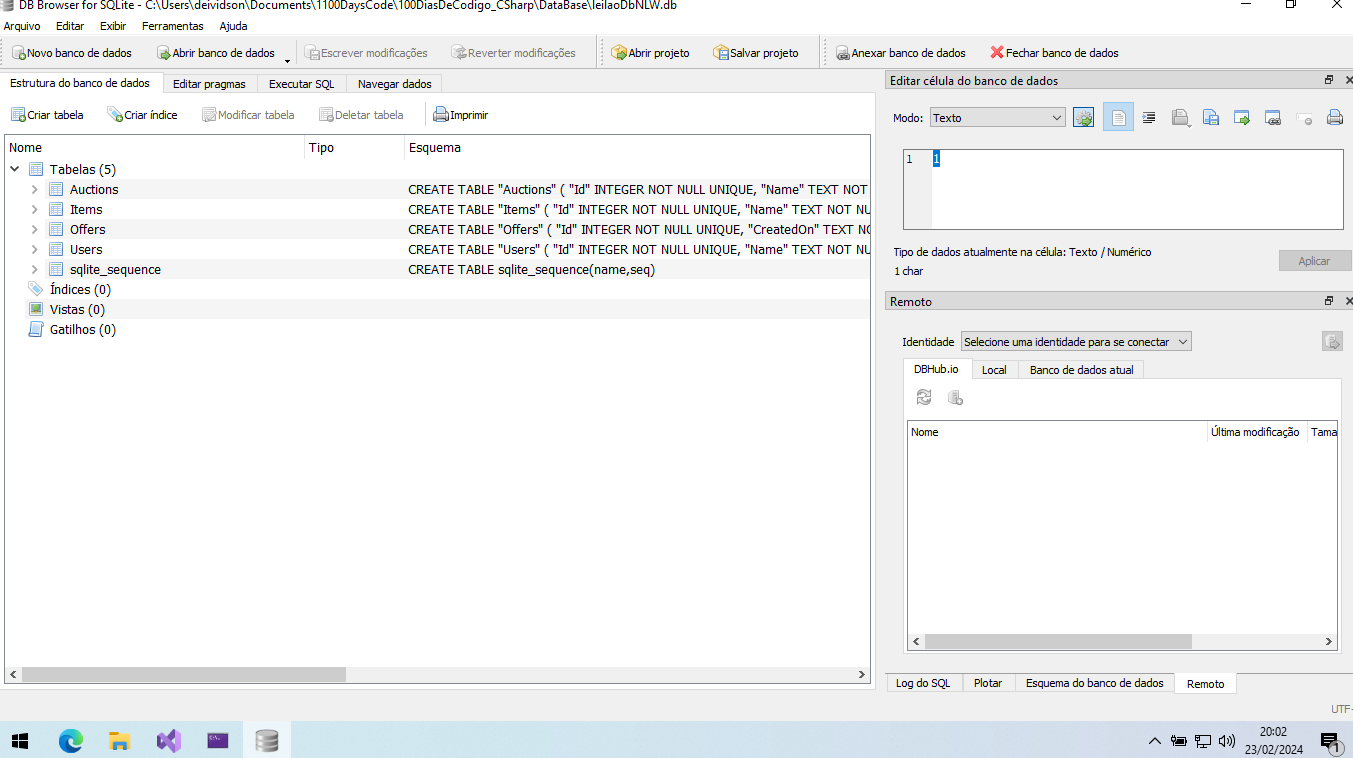 DB Browser for SQLite - C:\Users\deividson\Documents\1100DaysCode\100DiasDeCodigo_CSharp\DataBase\leilaoDbNLW.db
Arquivo Editar Exibir Ferramentas Ajuda
Novo banco de dados Abrir banco de dados Escrever modificações Reverter modificações Abrir projeto Salvar projeto Anexar banco de dados Fechar banco de dados
Estrutura do banco de dados Editar pragmas Executar SQL Navegar dados
Criar tabela Criar índice Modificar tabela Deletar tabela Imprimir
Nome Tipo Esquema
Tabelas (5)
Auctions CREATE TABLE "Auctions" ( "Id" INTEGER NOT NULL UNIQUE, "Name" TEXT NOT
Items CREATE TABLE "Items" ( "Id" INTEGER NOT NULL UNIQUE, "Name" TEXT NOT NU
Offers CREATE TABLE "Offers" ( "Id" INTEGER NOT NULL UNIQUE, "CreatedOn" TEXT NO
Users CREATE TABLE "Users" ( "Id" INTEGER NOT NULL UNIQUE, "Name" TEXT NOT NU
sqlite_sequence CREATE TABLE sqlite_sequence(name,seq)
Índices (0)
Vistas (0)
Gatilhos (0)
Editar célula do banco de dados
Modo: Texto
1 1
Tipo de dados atualmente na célula: Texto / Numérico
1 char
Aplicar
Remoto
Identidade Selecione uma identidade para se conectar
DBHub.io Local Banco de dados atual
Nome Última modificação Tama
Log do SQL Plotar Esquema do banco de dados Remoto
UTF-
20:02
23/02/2024
1